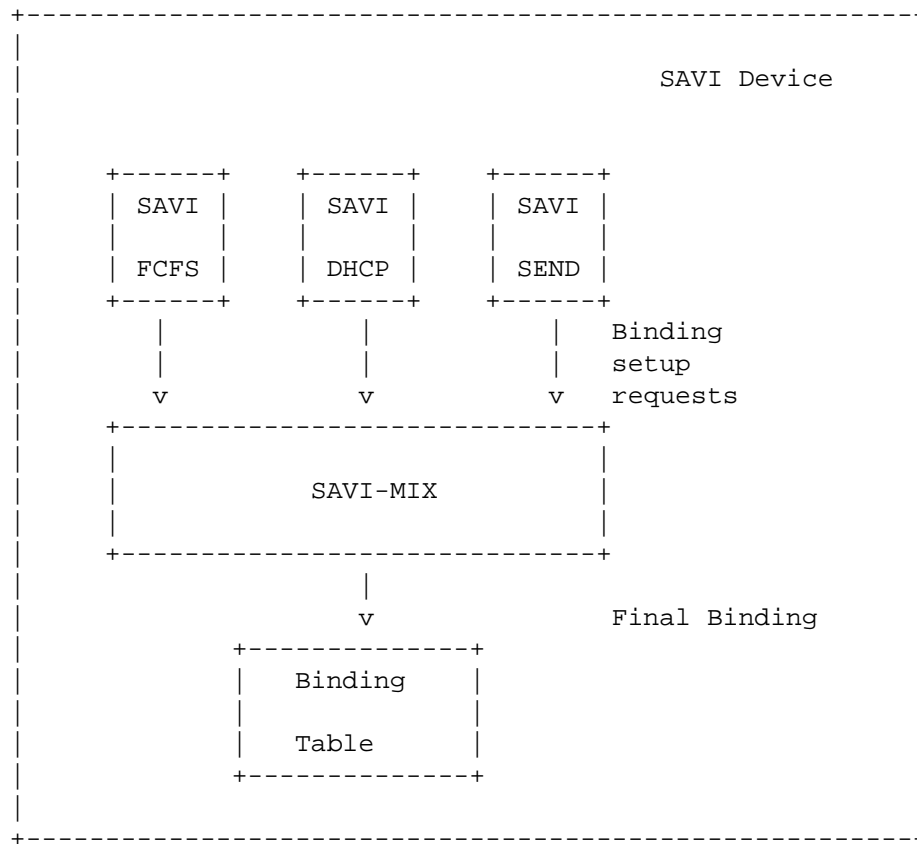 SAVI Device
SAVI SAVI SAVI
FCFS DHCP SEND
Binding
setup
requests
SAVI-MIX
Final Binding
Binding
Table